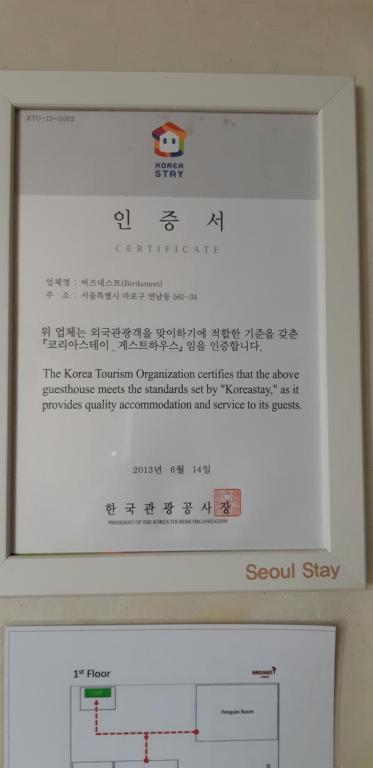 KTO-13-G002
KOREA
STAY
인 증 서
CERTIFICATE
업체명 : 버즈네스트(Birdsnest)
주 소 : 서울특별시 마포구 연남동 561-34
위 업체는 외국관광객을 맞이하기에 적합한 기준을 갖춘
「코리아스테이 _ 게스트하우스」 임을 인증합니다.
The Korea Tourism Organization certifies that the above
guesthouse meets the standards set by "Koreastay," as it
provides quality accommodation and service to its guests.
2013년 6월 14일
한국관광공사장
PRESIDENT OF THE KOREA TOURISM ORGANIZATION
Seoul Stay
1st Floor
BIRDSNEST
Penguin Room